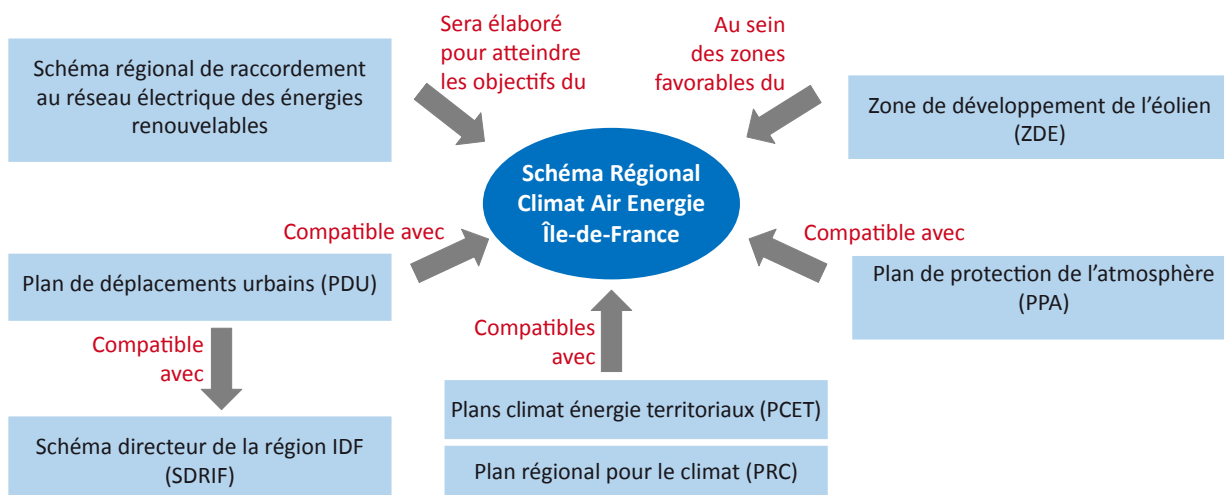 Sera élaboré
pour atteindre
les objectifs du
Au sein
des zones
favorables du
Schéma régional de raccordement
au réseau électrique des énergies
renouvelables
Zone de développement de l’éolien
(ZDE)
Schéma Régional
Climat Air Energie
Île-de-France
Compatible avec
Compatible avec
Plan de déplacements urbains (PDU)
Plan de protection de l’atmosphère
(PPA)
Compatible
avec
Compatibles
avec
Plans climat énergie territoriaux (PCET)
Schéma directeur de la région IDF
(SDRIF)
Plan régional pour le climat (PRC)